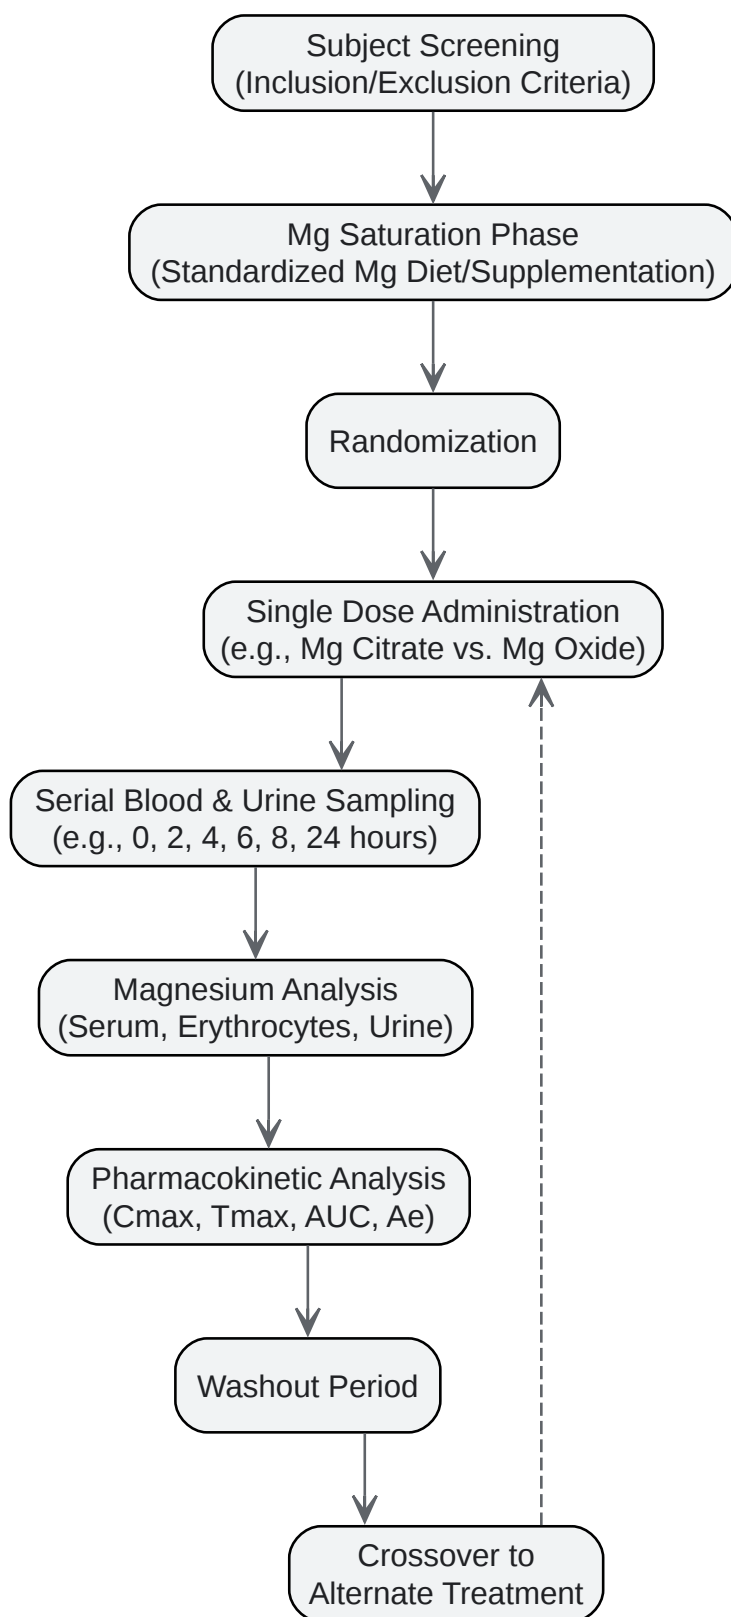 Subject Screening
(Inclusion/Exclusion Criteria)
Mg Saturation Phase
(Standardized Mg Diet/Supplementation)
Randomization
Single Dose Administration
(e.g., Mg Citrate vs. Mg Oxide)
Serial Blood & Urine Sampling
(e.g., 0, 2, 4, 6, 8, 24 hours)
Magnesium Analysis
(Serum, Erythrocytes, Urine)
Pharmacokinetic Analysis
(Cmax, Tmax, AUC, Ae)
Washout Period
Crossover to
Alternate Treatment